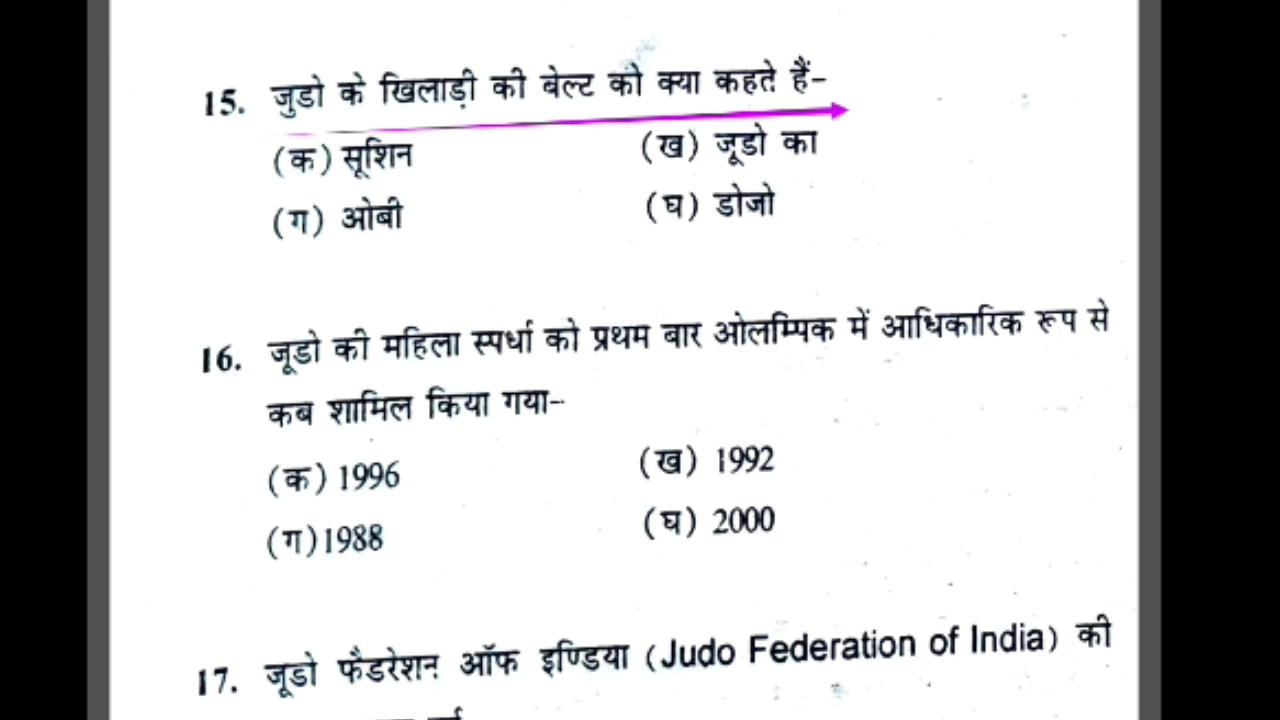 15. जुडो के खिलाड़ी की बेल्ट को क्या कहते हैं-
(क) सूशिन (ख) जूडो का
(ग) ओबी (घ) डोजो
16. जूडो की महिला स्पर्धा को प्रथम बार ओलम्पिक में आधिकारिक रूप से
कब शामिल किया गया-
(क) 1996 (ख) 1992
(ग)1988 (घ) 2000
17. जूडो फैडरेशन ऑफ इण्डिया (Judo Federation of India) की